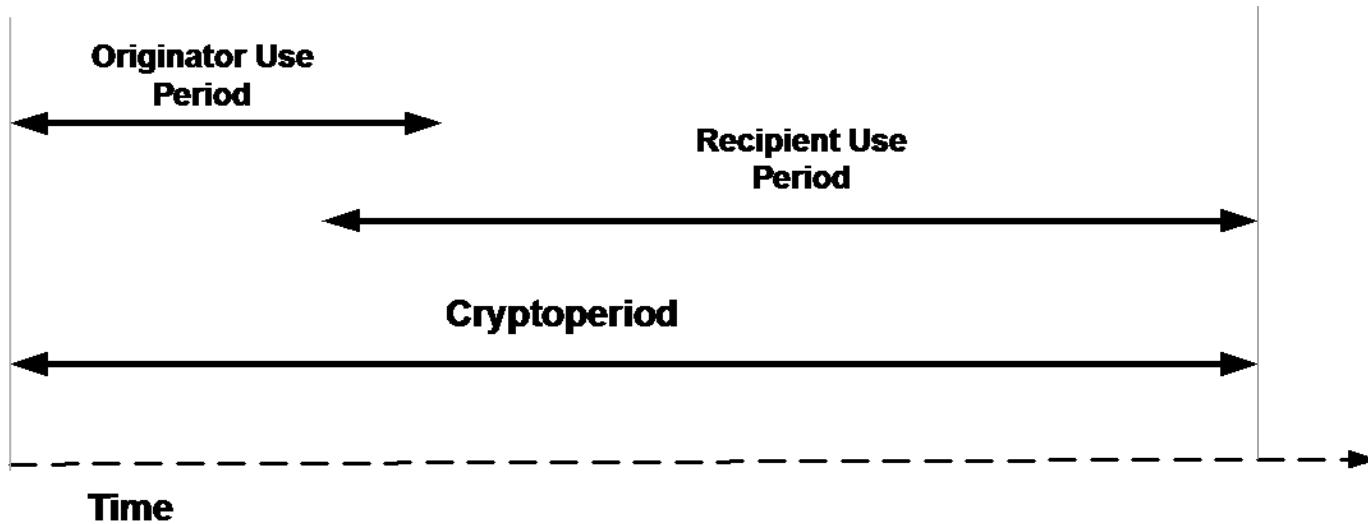 Originator Use
Period
Recipient Use
Period
Cryptoperiod
Time